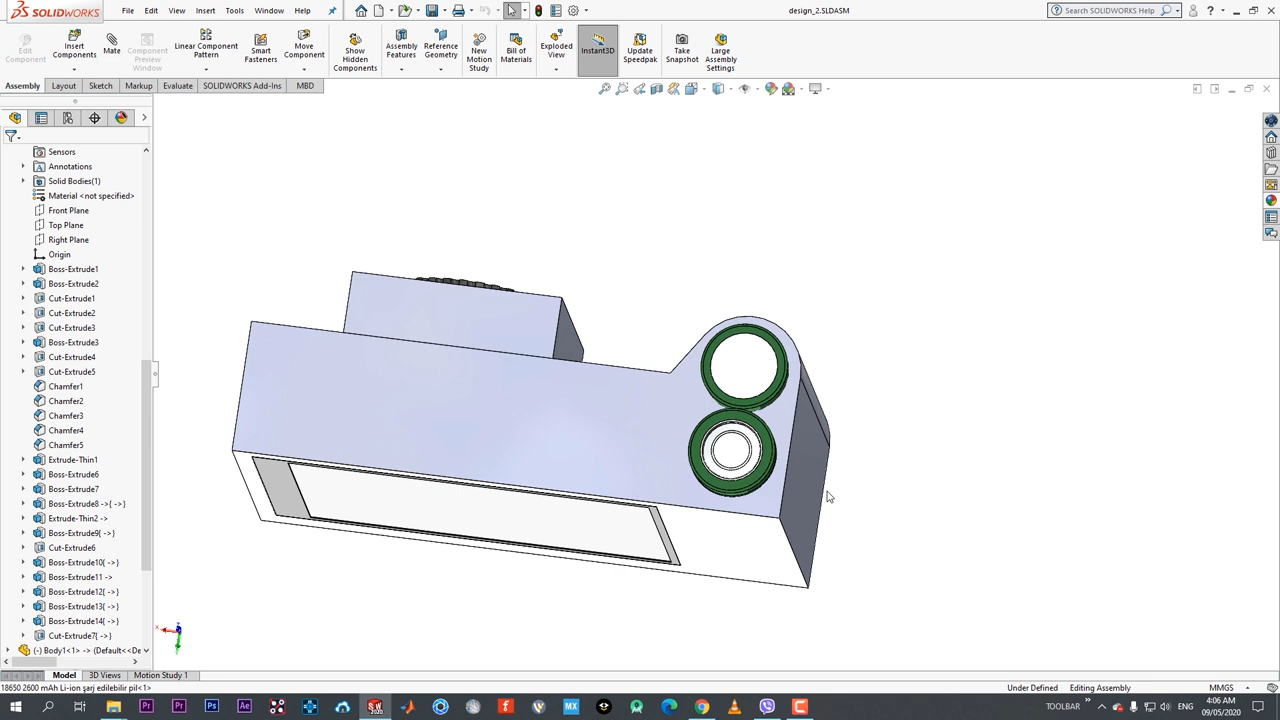 SOLIDWORKS File Edit View Insert Tools Window Help design_2.SLDASM Search SOLIDWORKS Help
Edit Component Insert Components Mate Component Preview Window Linear Component Pattern Smart Fasteners Move Component Show Hidden Components Assembly Features Reference Geometry New Motion Study Bill of Materials Exploded View Instant3D Update Speedpak Take Snapshot Large Assembly Settings
Assembly Layout Sketch Markup Evaluate SOLIDWORKS Add-Ins MBD
Sensors
Annotations
Solid Bodies(1)
Material <not specified>
Front Plane
Top Plane
Right Plane
Origin
Boss-Extrude1
Boss-Extrude2
Cut-Extrude1
Cut-Extrude2
Cut-Extrude3
Boss-Extrude3
Cut-Extrude4
Cut-Extrude5
Chamfer1
Chamfer2
Chamfer3
Chamfer4
Chamfer5
Extrude-Thin1
Boss-Extrude6
Boss-Extrude7
Boss-Extrude8 ->{ ->}
Extrude-Thin2 ->
Boss-Extrude9{ ->}
Cut-Extrude6
Boss-Extrude10{ ->}
Boss-Extrude11 ->
Boss-Extrude12{ ->}
Boss-Extrude13{ ->}
Boss-Extrude14{ ->}
Cut-Extrude7{ ->}
(-) Body1<1> -> (Default<<De
Model 3D Views Motion Study 1
18650 2600 mAh Li-ion şarj edilebilir pil<1> Under Defined Editing Assembly MMGS
TOOLBAR ENG 4:06 AM
09/05/2020